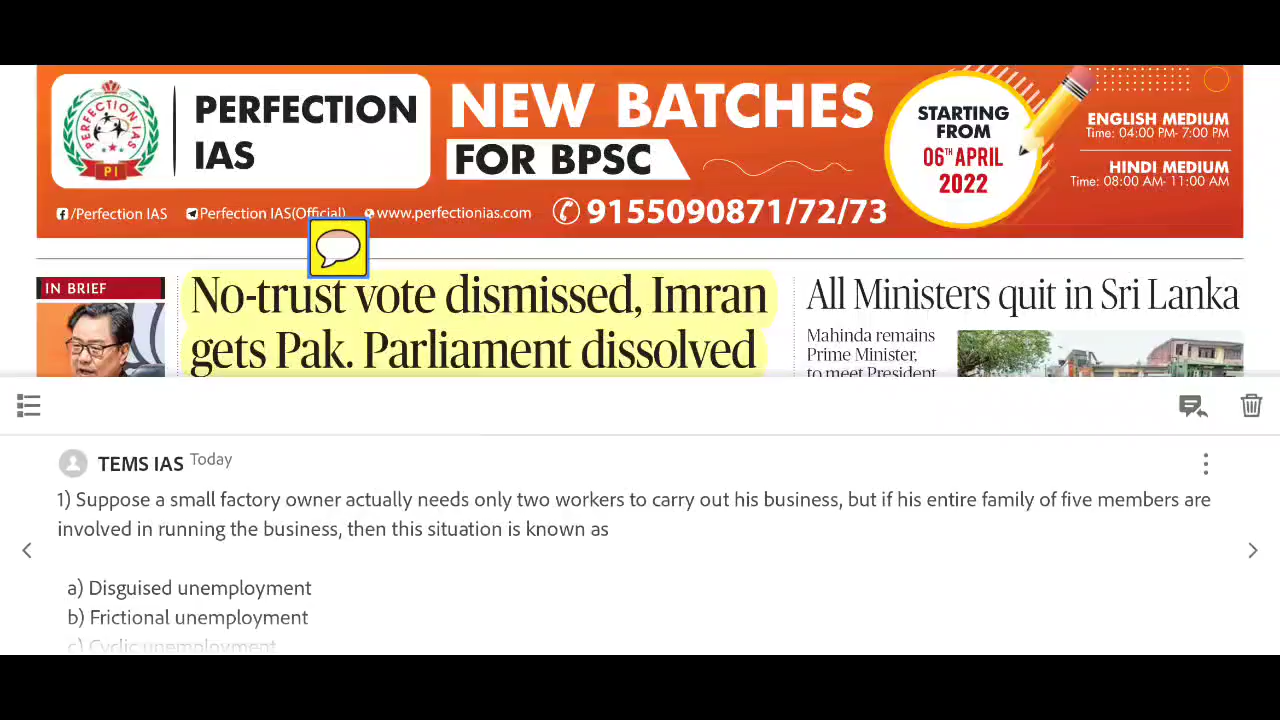 PERFECTION
IAS
PERFECTION IAS
PI
NEW BATCHES
FOR BPSC
STARTING
FROM
06TH APRIL
2022
ENGLISH MEDIUM
Time: 04:00 PM- 7:00 PM
HINDI MEDIUM
Time: 08:00 AM- 11:00 AM
/Perfection IAS
Perfection IAS(Official)
www.perfectionias.com
9155090871/72/73
IN BRIEF
No-trust vote dismissed, Imran
gets Pak. Parliament dissolved
All Ministers quit in Sri Lanka
Mahinda remains
Prime Minister,
to meet President
TEMS IAS Today
1) Suppose a small factory owner actually needs only two workers to carry out his business, but if his entire family of five members are
involved in running the business, then this situation is known as
a) Disguised unemployment
b) Frictional unemployment
c) Cyclic unemployment